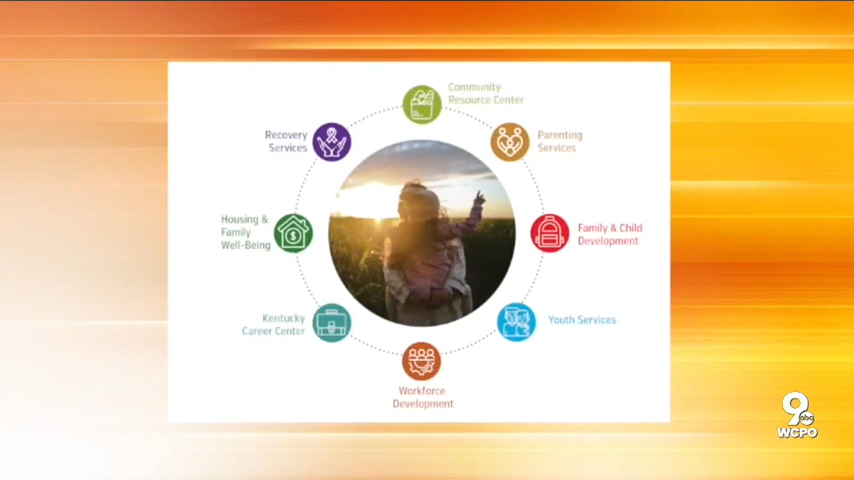 Community
Resource Center
Recovery
Services
Parenting
Services
Housing &
Family
Well-Being
$
Family & Child
Development
Kentucky
Career Center
Youth Services
Workforce
Development
9
abc
WCPO